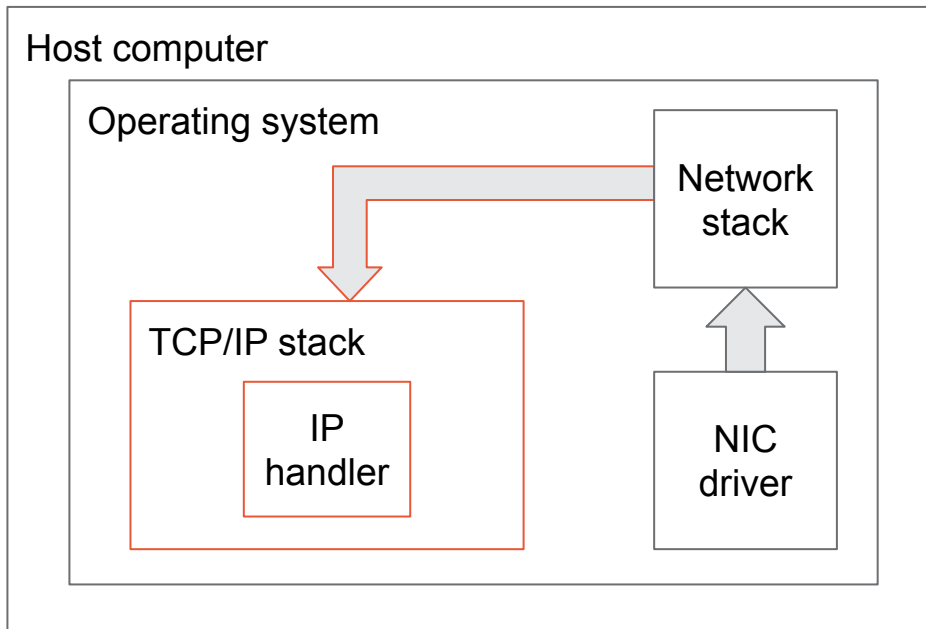 Host computer
Operating system
Network
stack
TCP/IP stack
IP
handler
NIC
driver